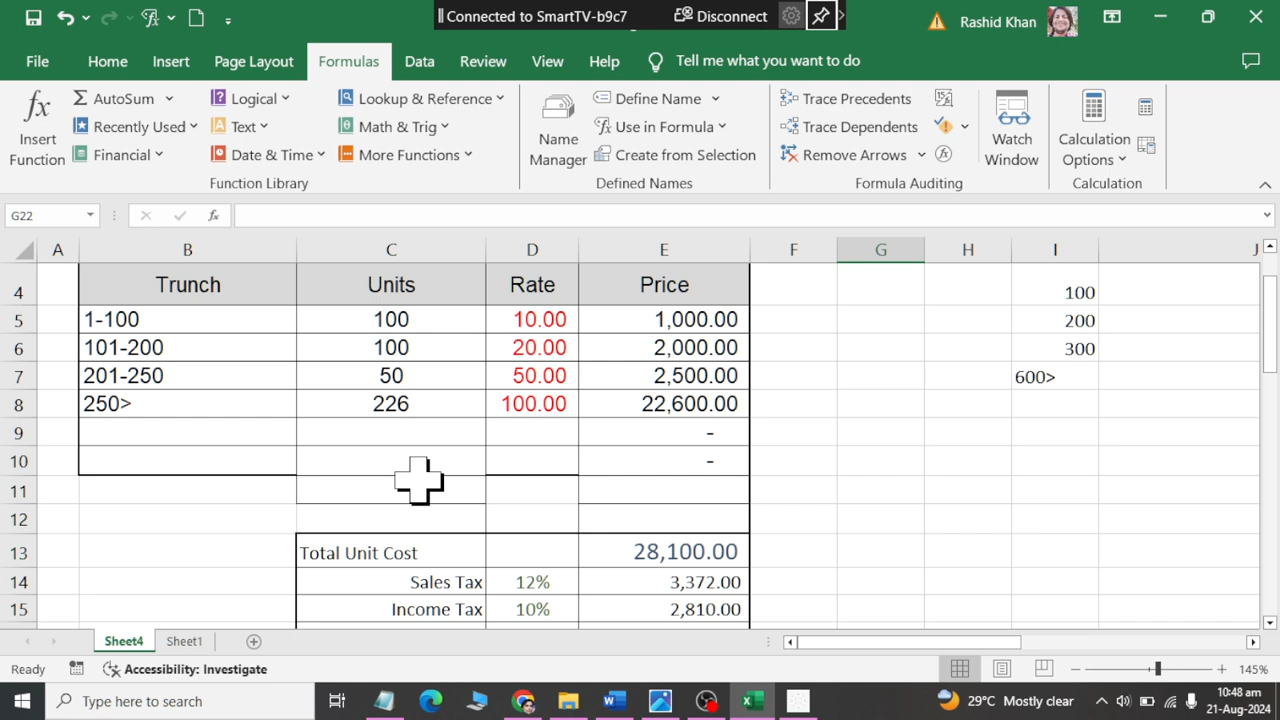 Connected to SmartTV-b9c7 Disconnect
Rashid Khan
File Home Insert Page Layout Formulas Data Review View Help Tell me what you want to do
fx Insert Function
AutoSum
Recently Used
Financial
Logical
Text
Date & Time
Lookup & Reference
Math & Trig
More Functions
Function Library
Name Manager
Define Name
Use in Formula
Create from Selection
Defined Names
Trace Precedents
Trace Dependents
Remove Arrows
Formula Auditing
Watch Window
Calculation Options
Calculation
G22 fx
A B C D E F G H I J
4 Trunch Units Rate Price 100
5 1-100 100 10.00 1,000.00 200
6 101-200 100 20.00 2,000.00 300
7 201-250 50 50.00 2,500.00 600>
8 250> 226 100.00 22,600.00
9 -
10 -
11
12
13 Total Unit Cost 28,100.00
14 Sales Tax 12% 3,372.00
15 Income Tax 10% 2,810.00
Sheet4 Sheet1
Ready Accessibility: Investigate 145%
Type here to search 29°C Mostly clear 10:48 am
21-Aug-2024